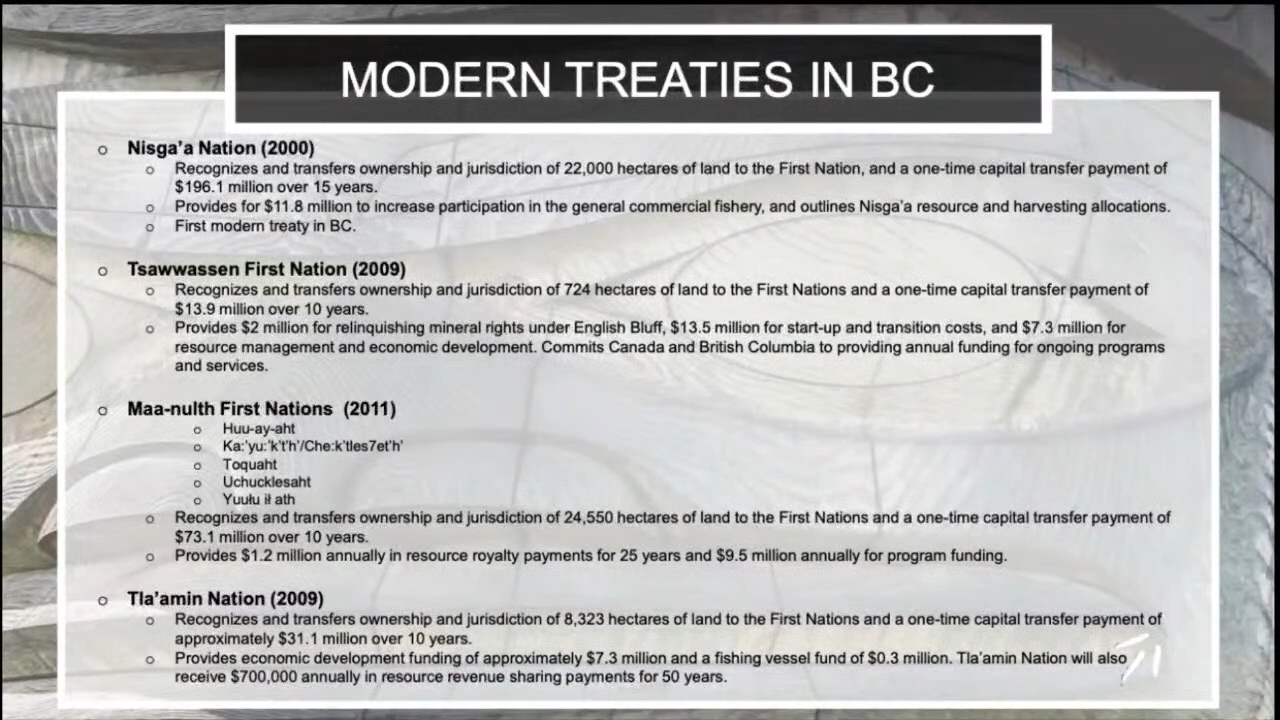 MODERN TREATIES IN BC
Nisga'a Nation (2000)
Recognizes and transfers ownership and jurisdiction of 22,000 hectares of land to the First Nation, and a one-time capital transfer payment of
$196.1 million over 15 years.
Provides for $11.8 million to increase participation in the general commercial fishery, and outlines Nisga'a resource and harvesting allocations.
First modern treaty in BC.
Tsawwassen First Nation (2009)
Recognizes and transfers ownership and jurisdiction of 724 hectares of land to the First Nations and a one-time capital transfer payment of
$13.9 million over 10 years.
Provides $2 million for relinquishing mineral rights under English Bluff, $13.5 million for start-up and transition costs, and $7.3 million for
resource management and economic development. Commits Canada and British Columbia to providing annual funding for ongoing programs
and services.
Maa-nulth First Nations (2011)
Huu-ay-aht
Ka:'yu:'k't'h'/Che:k'tles7et'h'
Toquaht
Uchucklesaht
Yuułu ił ath
Recognizes and transfers ownership and jurisdiction of 24,550 hectares of land to the First Nations and a one-time capital transfer payment of
$73.1 million over 10 years.
Provides $1.2 million annually in resource royalty payments for 25 years and $9.5 million annually for program funding.
Tla'amin Nation (2009)
Recognizes and transfers ownership and jurisdiction of 8,323 hectares of land to the First Nations and a one-time capital transfer payment of
approximately $31.1 million over 10 years.
Provides economic development funding of approximately $7.3 million and a fishing vessel fund of $0.3 million. Tla'amin Nation will also
receive $700,000 annually in resource revenue sharing payments for 50 years.